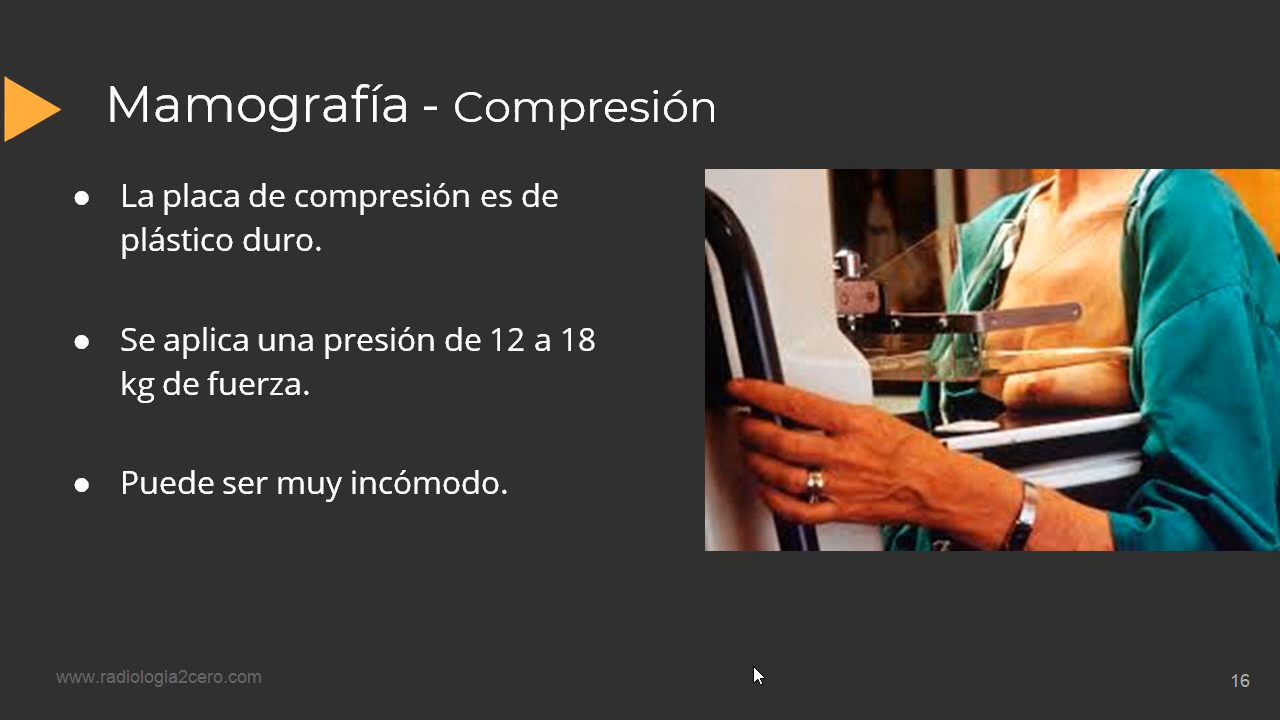 Mamografía - Compresión
● La placa de compresión es de
plástico duro.
● Se aplica una presión de 12 a 18
kg de fuerza.
● Puede ser muy incómodo.
www.radiologia2cero.com
16